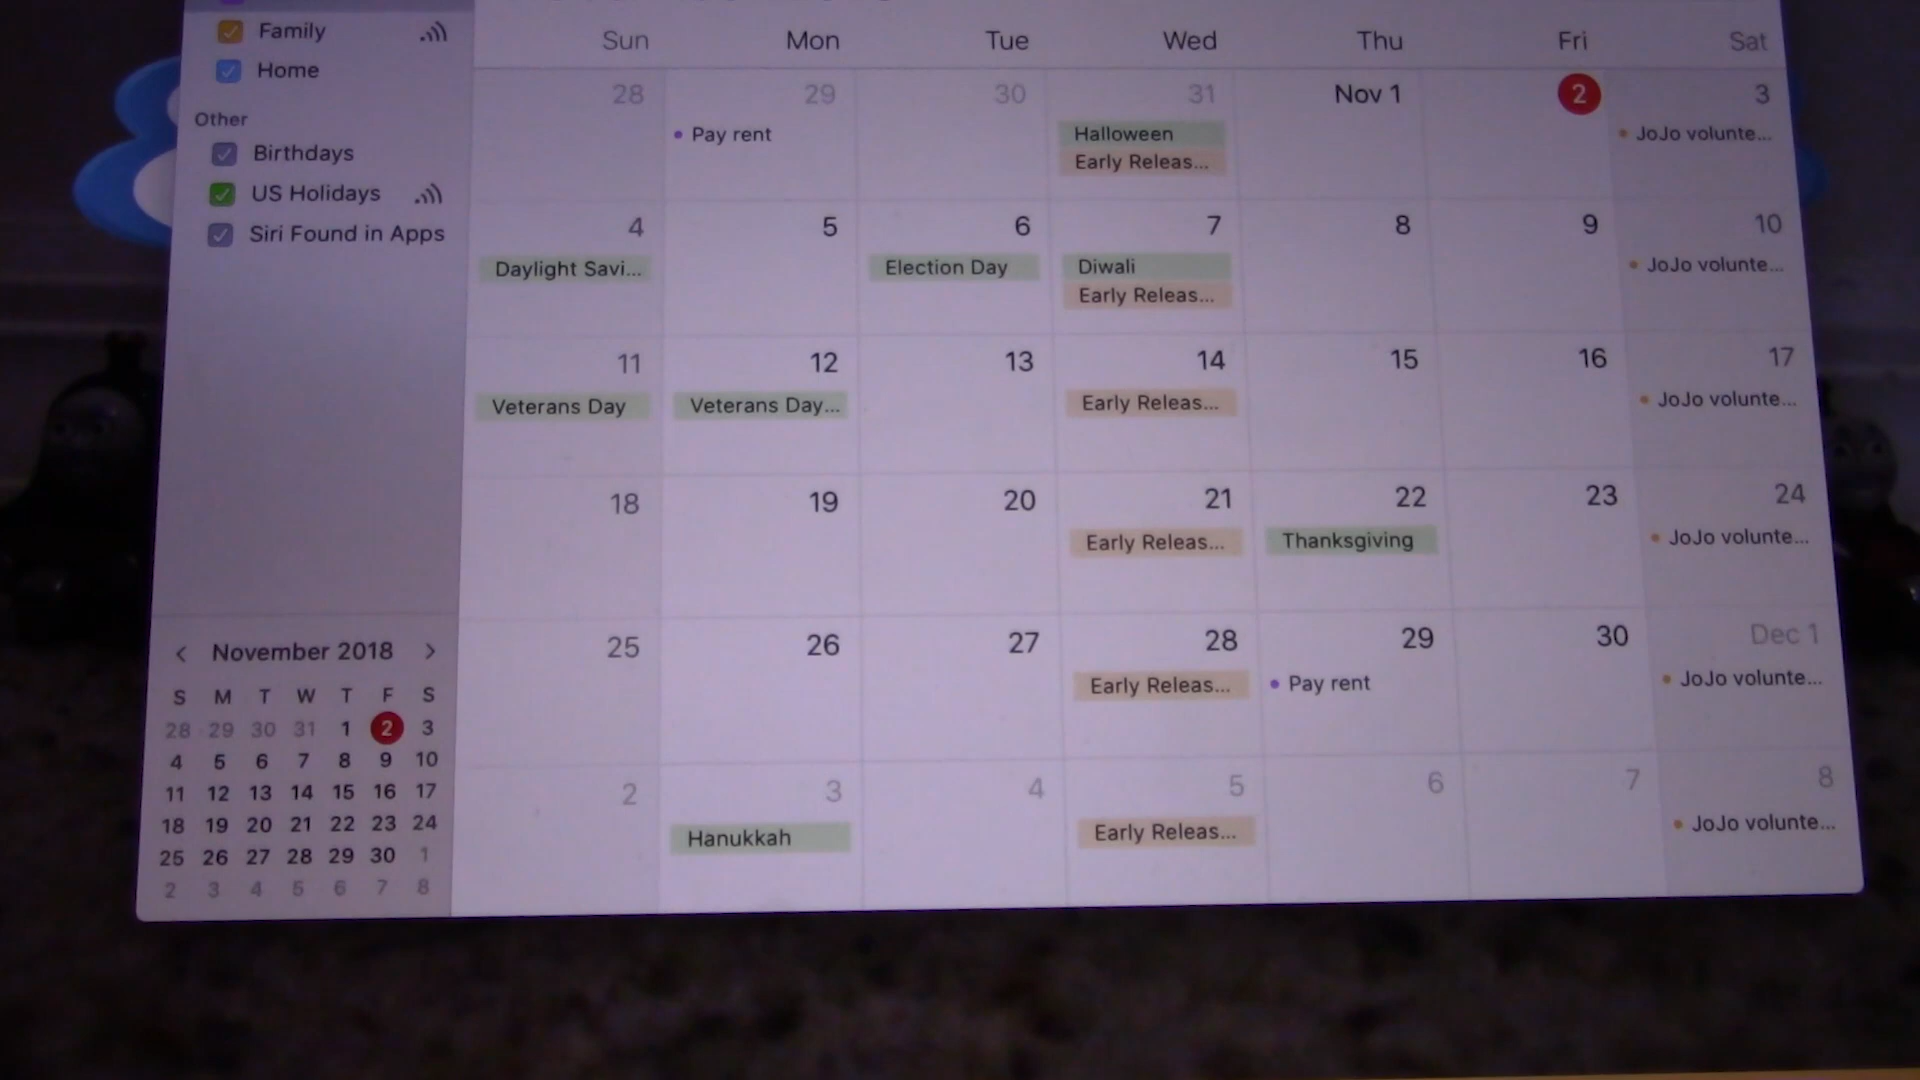 Family
Home
Other
Birthdays
US Holidays
Siri Found in Apps
Sun Mon Tue Wed Thu Fri Sat
28 29 30 31 Nov 1 2 3
Pay rent Halloween JoJo volunte...
Early Releas...
4 5 6 7 8 9 10
Daylight Savi... Election Day Diwali JoJo volunte...
Early Releas...
11 12 13 14 15 16 17
Veterans Day Veterans Day... Early Releas... JoJo volunte...
18 19 20 21 22 23 24
Early Releas... Thanksgiving JoJo volunte...
25 26 27 28 29 30 Dec 1
Early Releas... Pay rent JoJo volunte...
2 3 4 5 6 7 8
Hanukkah Early Releas... JoJo volunte...
< November 2018 >
S M T W T F S
28 29 30 31 1 2 3
4 5 6 7 8 9 10
11 12 13 14 15 16 17
18 19 20 21 22 23 24
25 26 27 28 29 30 1
2 3 4 5 6 7 8